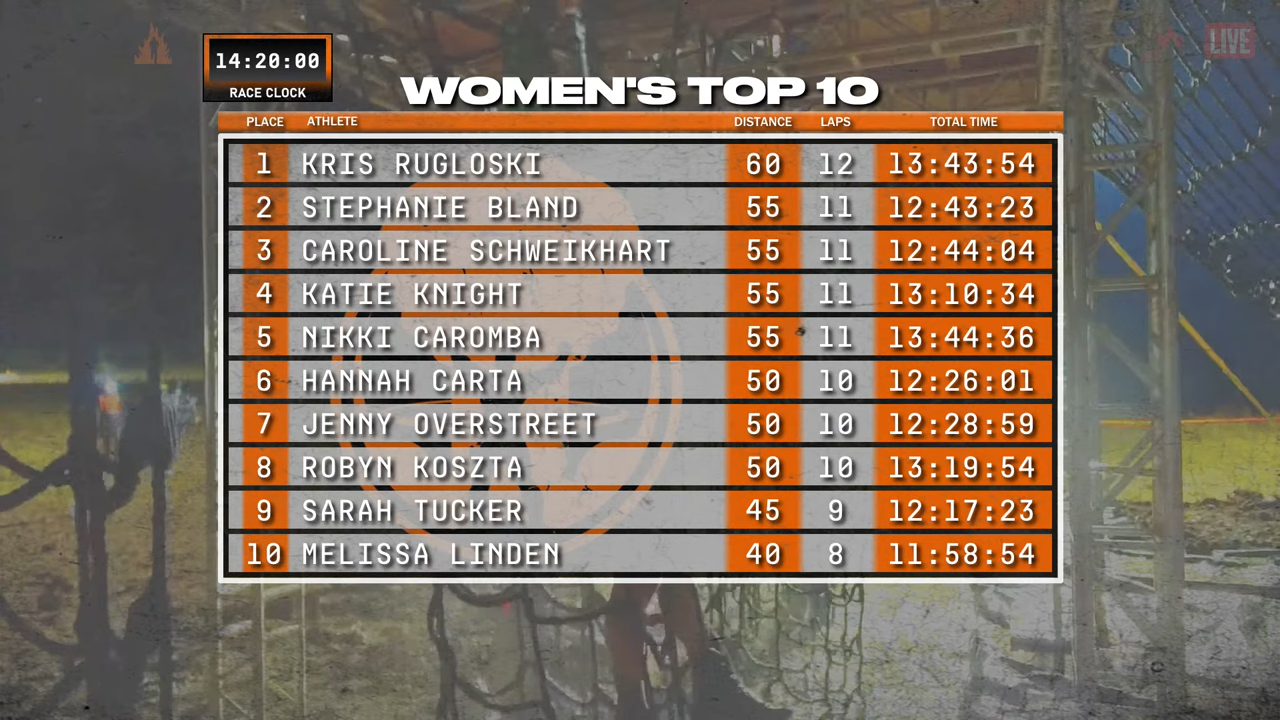 LIVE
14:20:00
RACE CLOCK
WOMEN'S TOP 10
PLACE ATHLETE DISTANCE LAPS TOTAL TIME
1 KRIS RUGLOSKI 60 12 13:43:54
2 STEPHANIE BLAND 55 11 12:43:23
3 CAROLINE SCHWEIKHART 55 11 12:44:04
4 KATIE KNIGHT 55 11 13:10:34
5 NIKKI CAROMBA 55 11 13:44:36
6 HANNAH CARTA 50 10 12:26:01
7 JENNY OVERSTREET 50 10 12:28:59
8 ROBYN KOSZTA 50 10 13:19:54
9 SARAH TUCKER 45 9 12:17:23
10 MELISSA LINDEN 40 8 11:58:54